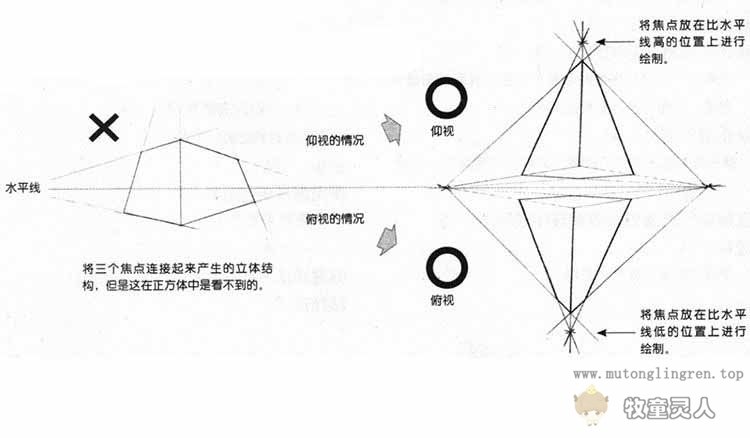 将焦点放在比水平
线高的位置上进行
绘制。
仰视的情况
仰视
水平线
俯视的情况
将三个焦点连接起来产生的立体结
构，但是这在正方体中是看不到的。
俯视
将焦点放在比水平
线低的位置上进行
绘制。
www.mutonglingren.top
牧童灵人